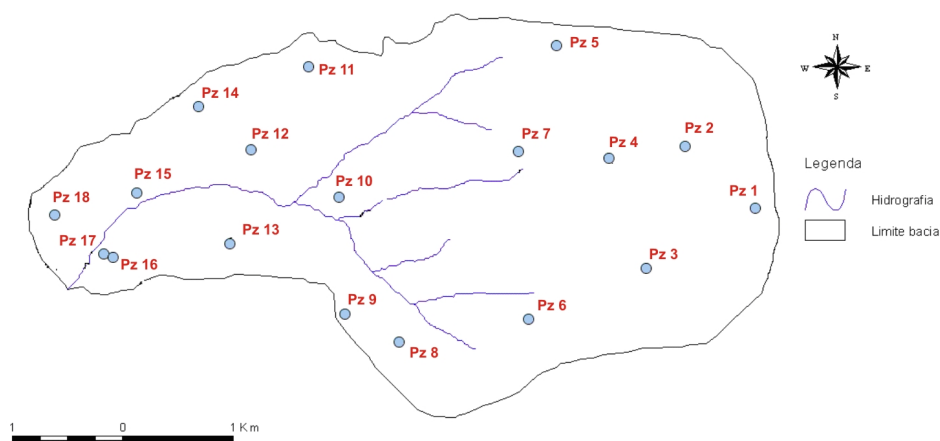 Pz 5
Pz 11
N
W E
S
Pz 14
Pz 12
Pz 7
Pz 4
Pz 2
Legenda
Pz 15
Pz 10
Pz 1
Pz 18
Hidrografia
Pz 13
Limite bacia
Pz 17
Pz 16
Pz 3
Pz 9
Pz 6
Pz 8
1 0 1 Km